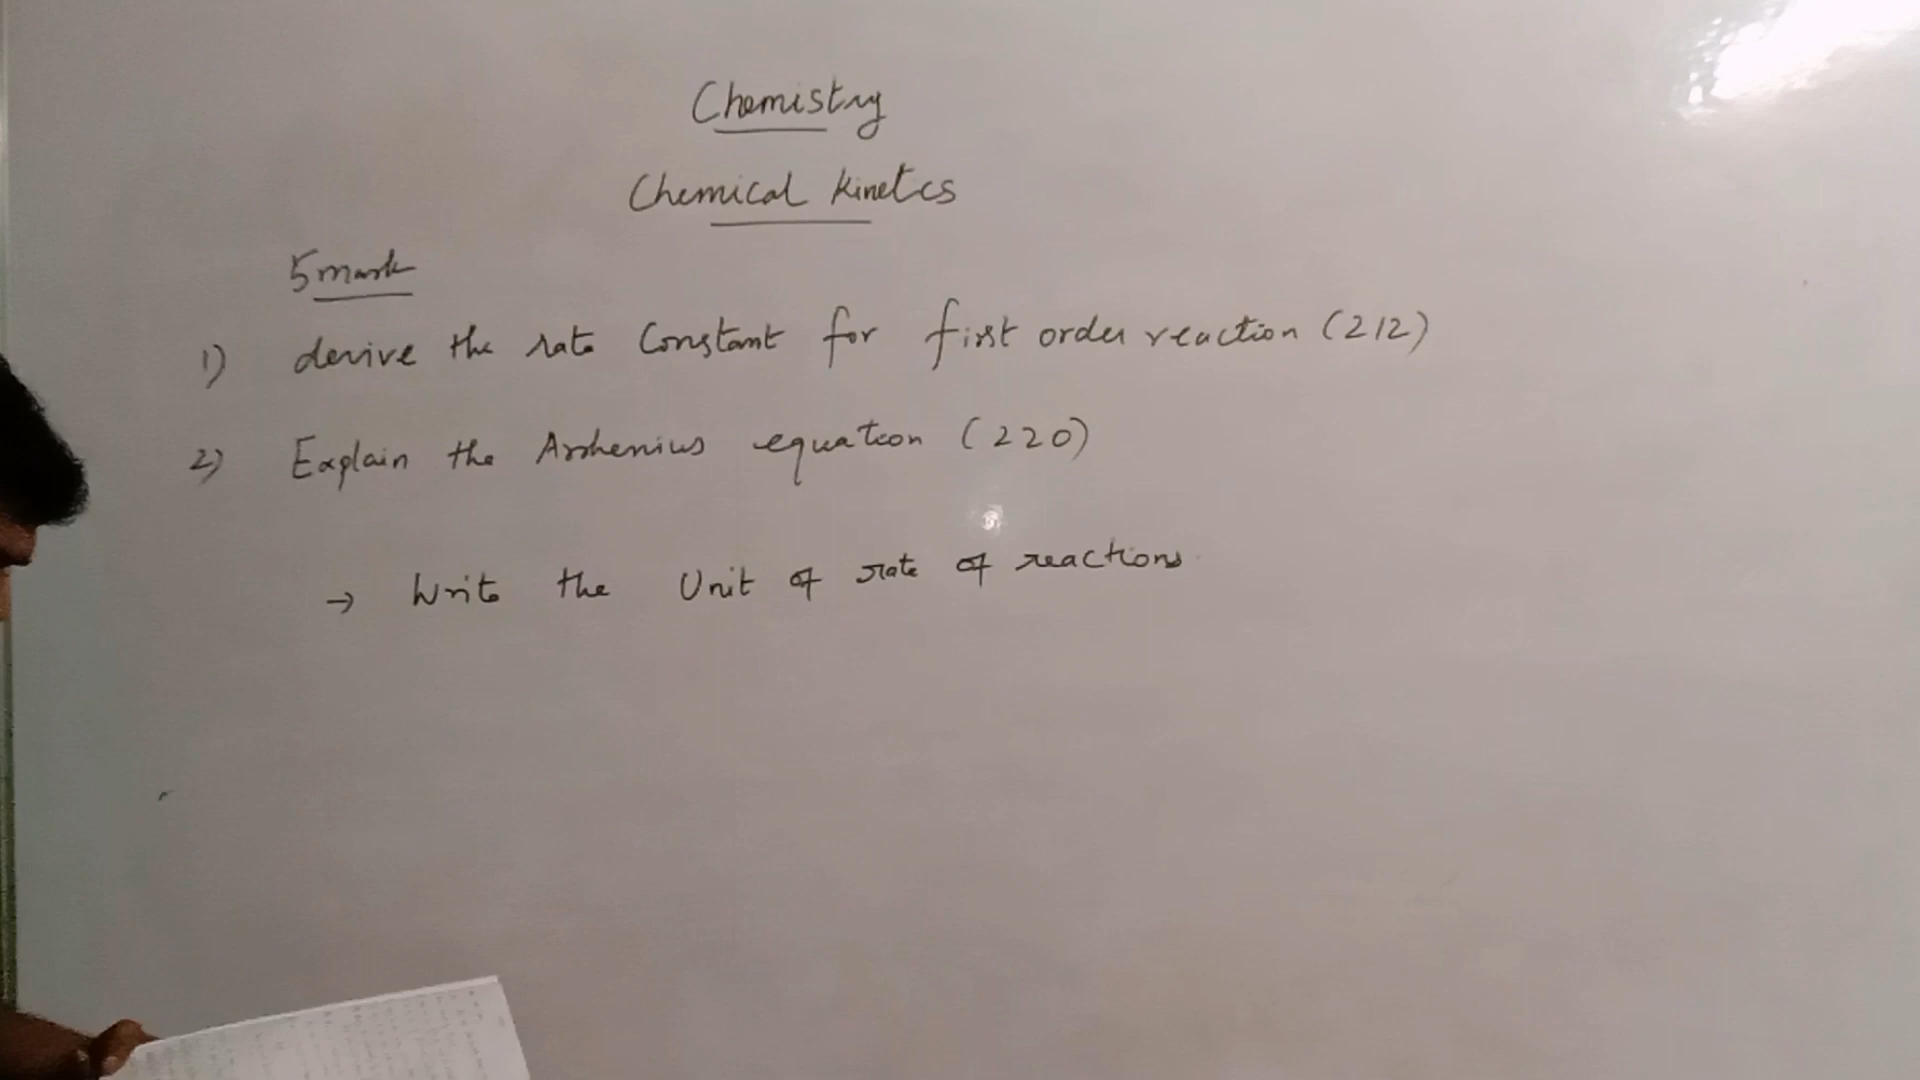 Chemistry
Chemical kinetcs
5 mark
1) derive the rate Constant for first order reaction (212)
2) Explain the Arrhenius equation (220)
→ Write the Unit of rate of reactions